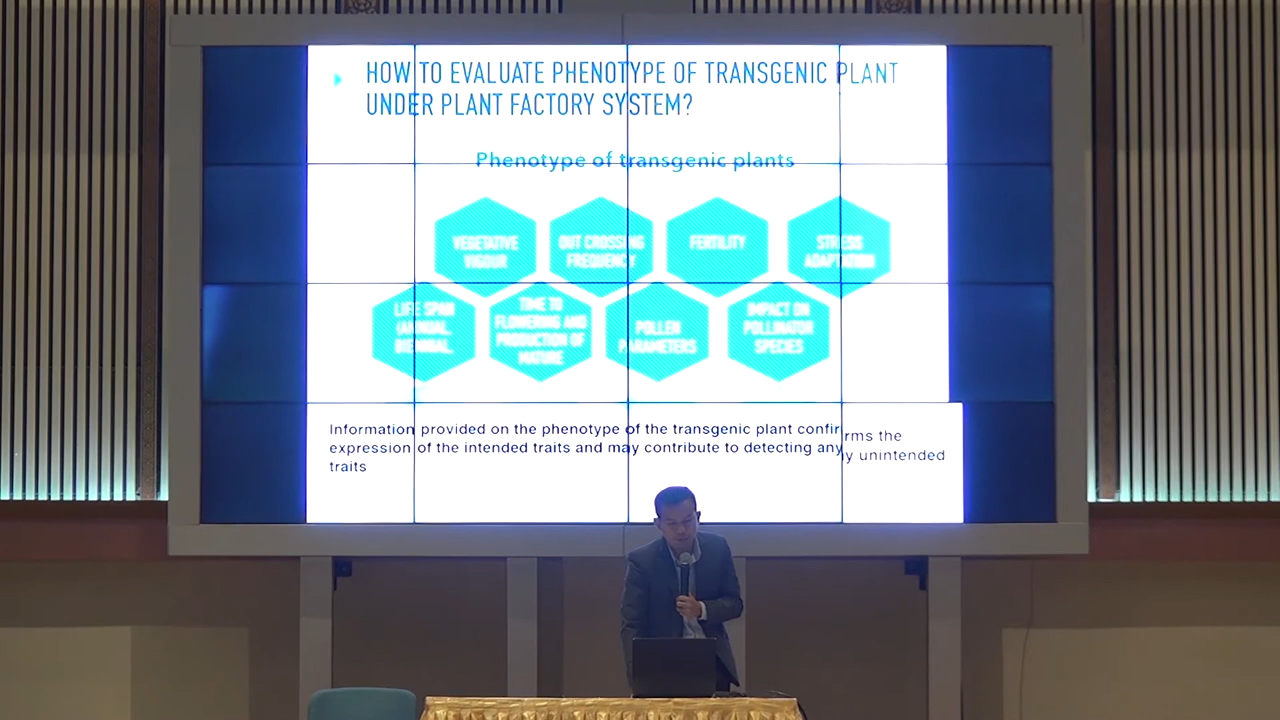 HOW TO EVALUATE PHENOTYPE OF TRANSGENIC PLANT
UNDER PLANT FACTORY SYSTEM?
Phenotype of transgenic plants
VEGETATIVE
VIGOUR
OUT CROSSING
FREQUENCY
FERTILITY
STRESS
ADAPTATION
LIFE SPAN
(ANNUAL,
BIENNIAL,
TIME TO
FLOWERING AND
PRODUCTION OF
MATURE
POLLEN
PARAMETERS
IMPACT ON
POLLINATOR
SPECIES
Information provided on the phenotype of the transgenic plant confirms the
expression of the intended traits and may contribute to detecting any unintended
traits